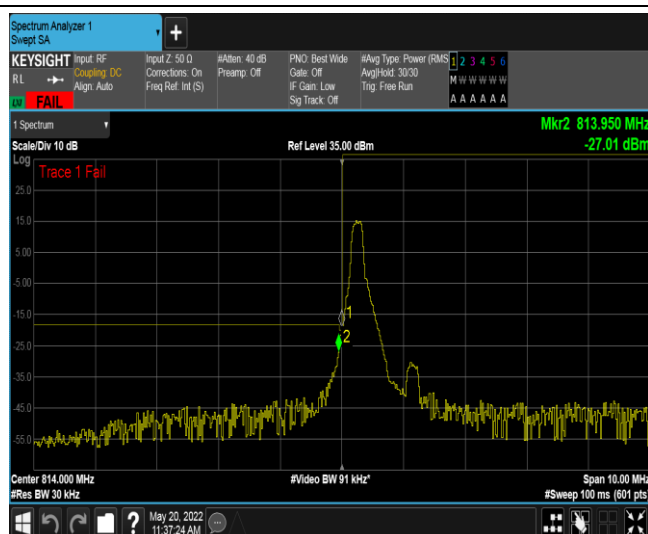 Spectrum Analyzer 1
Swept SA
+
KEYSIGHT Input: RF Input Z: 50 Ω #Atten: 40 dB PNO: Best Wide #Avg Type: Power (RMS 1 2 3 4 5 6
RL Coupling: DC Corrections: On Preamp: Off Gate: Off Avg|Hold: 30/30 M W W W W W
Align: Auto Freq Ref: Int (S) IF Gain: Low Trig: Free Run
LXI FAIL Sig Track: Off A A A A A A
1 Spectrum Mkr2 813.950 MHz
Scale/Div 10 dB Ref Level 35.00 dBm -27.01 dBm
Log
Trace 1 Fail
25.0
15.0
5.00
-5.00
-15.0
1
2
-25.0
-35.0
-45.0
-55.0
Center 814.000 MHz #Video BW 91 kHz* Span 10.00 MHz
#Res BW 30 kHz #Sweep 100 ms (601 pts)
? May 20, 2022
11:37:24 AM